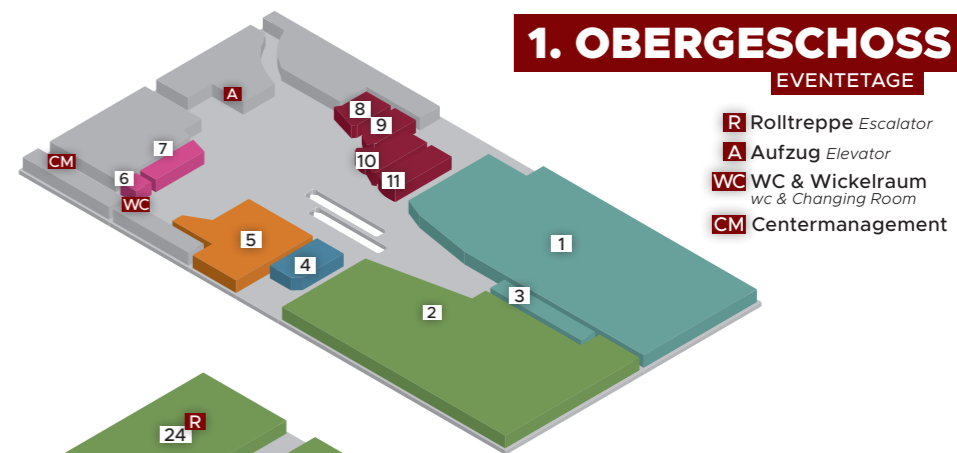 1. OBERGESCHOSS
EVENTETAGE
R Rolltreppe Escalator
A Aufzug Elevator
WC WC & Wickelraum
wc & Changing Room
CM Centermanagement
A
8
9
7
CM
10
6
11
WC
5
1
4
3
2
R
24